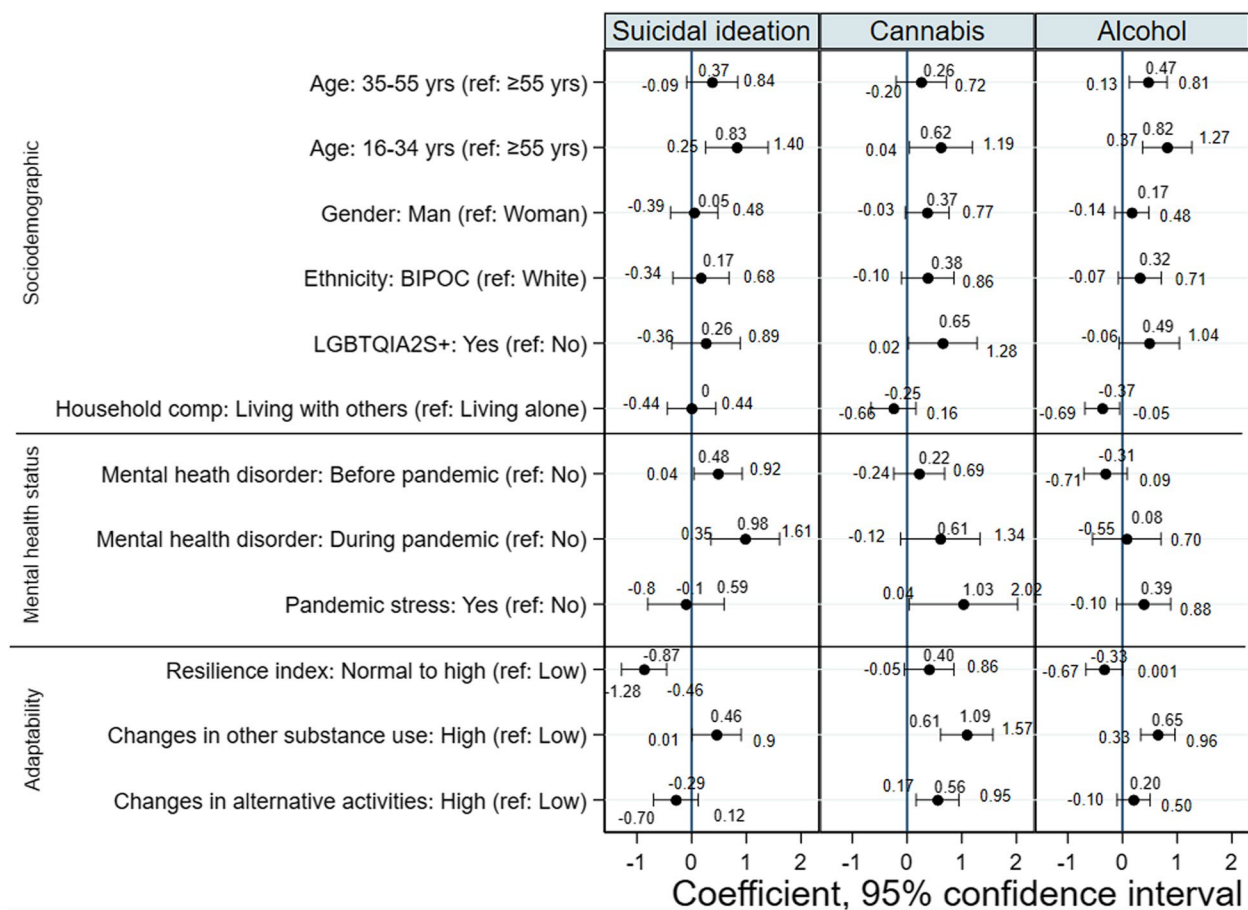 Suicidal ideation Cannabis Alcohol
Sociodemographic
Age: 35-55 yrs (ref: ≥55 yrs) -0.09 0.37 0.84 -0.20 0.26 0.72 0.13 0.47 0.81
Age: 16-34 yrs (ref: ≥55 yrs) 0.25 0.83 1.40 0.04 0.62 1.19 0.37 0.82 1.27
Gender: Man (ref: Woman) -0.39 0.05 0.48 -0.03 0.37 0.77 -0.14 0.17 0.48
Ethnicity: BIPOC (ref: White) -0.34 0.17 0.68 -0.10 0.38 0.86 -0.07 0.32 0.71
LGBTQIA2S+: Yes (ref: No) -0.36 0.26 0.89 0.02 0.65 1.28 -0.06 0.49 1.04
Household comp: Living with others (ref: Living alone) -0.44 0 0.44 -0.66 -0.25 0.16 -0.69 -0.37 -0.05
Mental health status
Mental heath disorder: Before pandemic (ref: No) 0.04 0.48 0.92 -0.24 0.22 0.69 -0.71 -0.31 0.09
Mental health disorder: During pandemic (ref: No) 0.35 0.98 1.61 -0.12 0.61 1.34 -0.55 0.08 0.70
Pandemic stress: Yes (ref: No) -0.8 -0.1 0.59 0.04 1.03 2.02 -0.10 0.39 0.88
Adaptability
Resilience index: Normal to high (ref: Low) -1.28 -0.87 -0.46 -0.05 0.40 0.86 -0.67 -0.33 0.001
Changes in other substance use: High (ref: Low) 0.01 0.46 0.9 0.61 1.09 1.57 0.33 0.65 0.96
Changes in alternative activities: High (ref: Low) -0.70 -0.29 0.12 0.17 0.56 0.95 -0.10 0.20 0.50
-1 0 1 2 -1 0 1 2 -1 0 1 2
Coefficient, 95% confidence interval